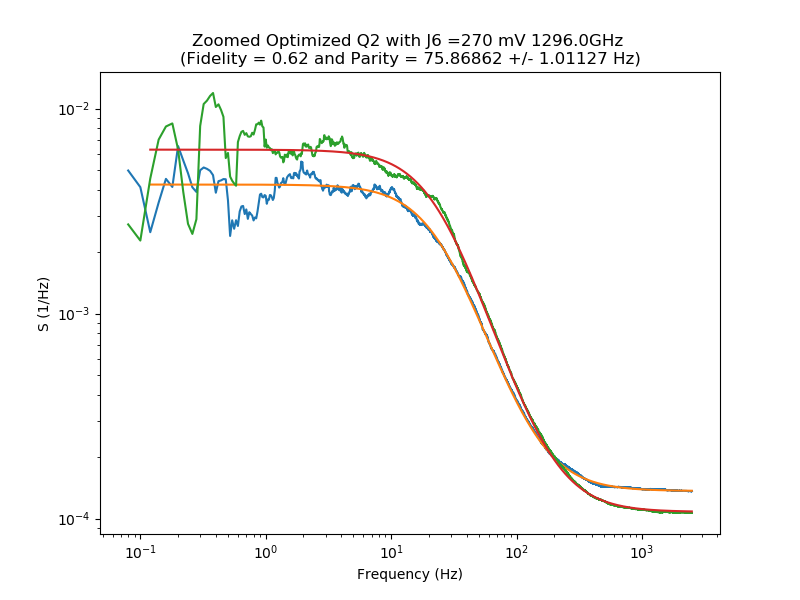 Zoomed Optimized Q2 with J6 =270 mV 1296.0GHz
(Fidelity = 0.62 and Parity = 75.86862 +/- 1.01127 Hz)
10⁻²
10⁻³
10⁻⁴
S (1/Hz)
10⁻¹ 10⁰ 10¹ 10² 10³
Frequency (Hz)